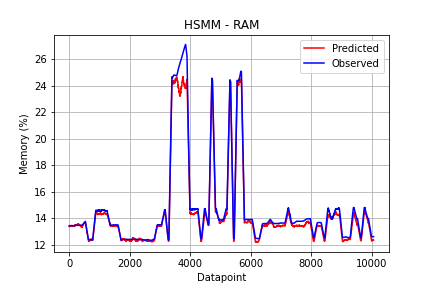 HSMM - RAM
Predicted
Observed
Memory (%)
26
24
22
20
18
16
14
12
0
2000
4000
6000
8000
10000
Datapoint